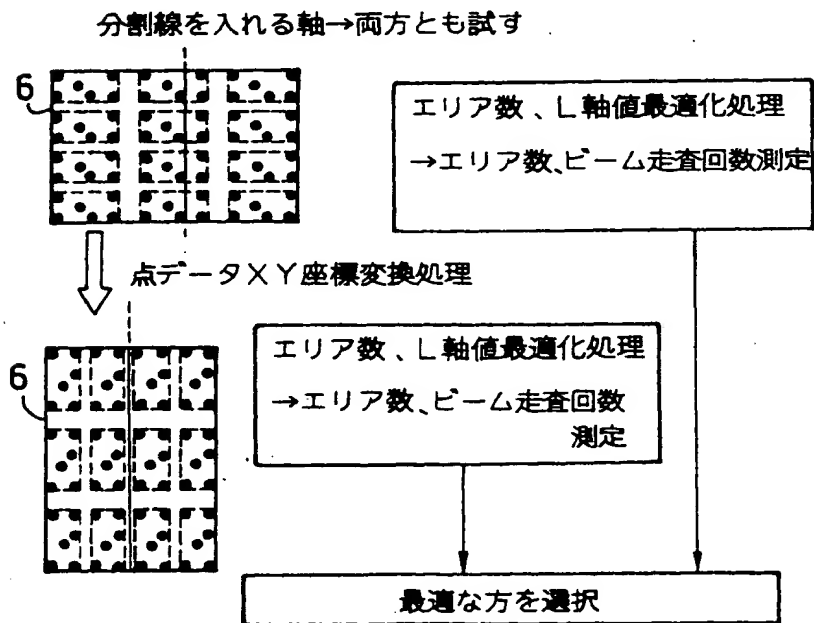 分割線を入れる軸→両方とも試す
6
エリア数、L軸値最適化処理
→エリア数、ビーム走査回数測定
点データXY座標変換処理
6
エリア数、L軸値最適化処理
→エリア数、ビーム走査回数
測定
最適な方を選択